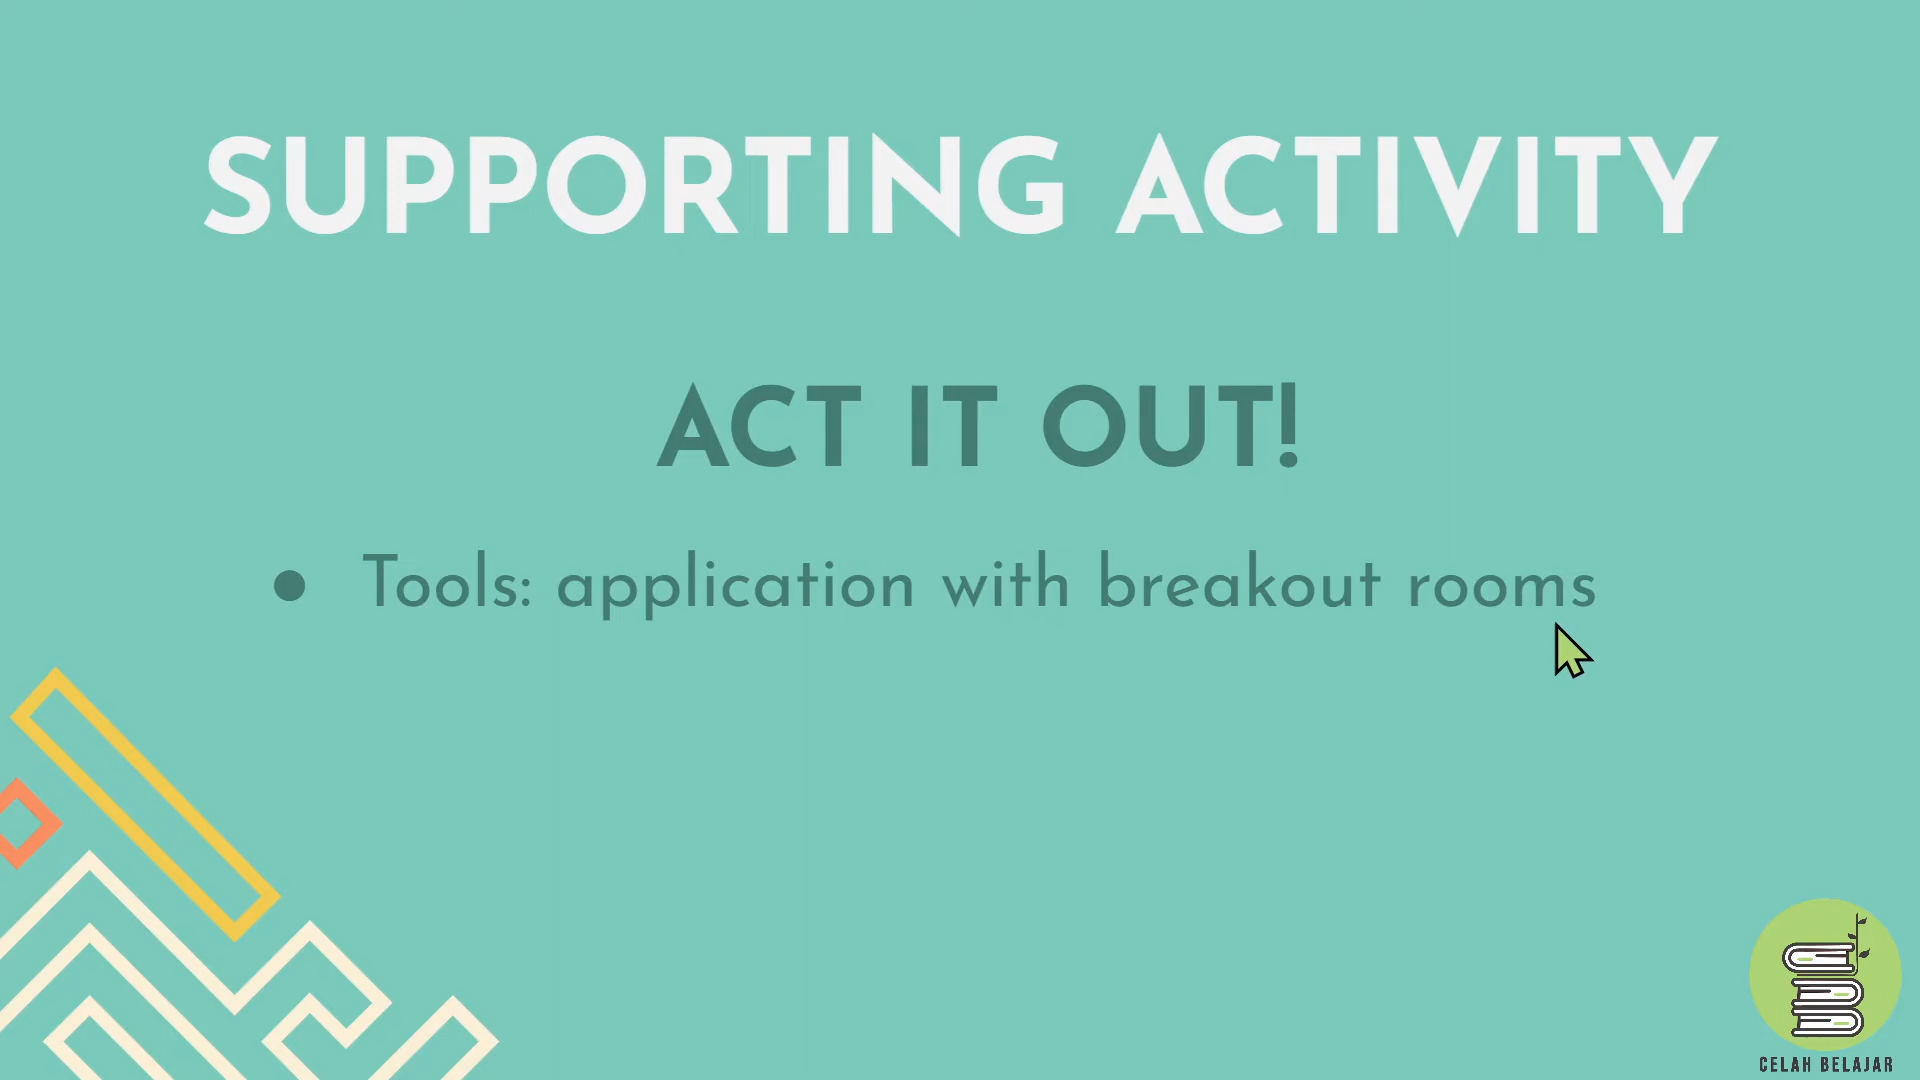 SUPPORTING ACTIVITY
ACT IT OUT!
● Tools: application with breakout rooms
CELAH BELAJAR